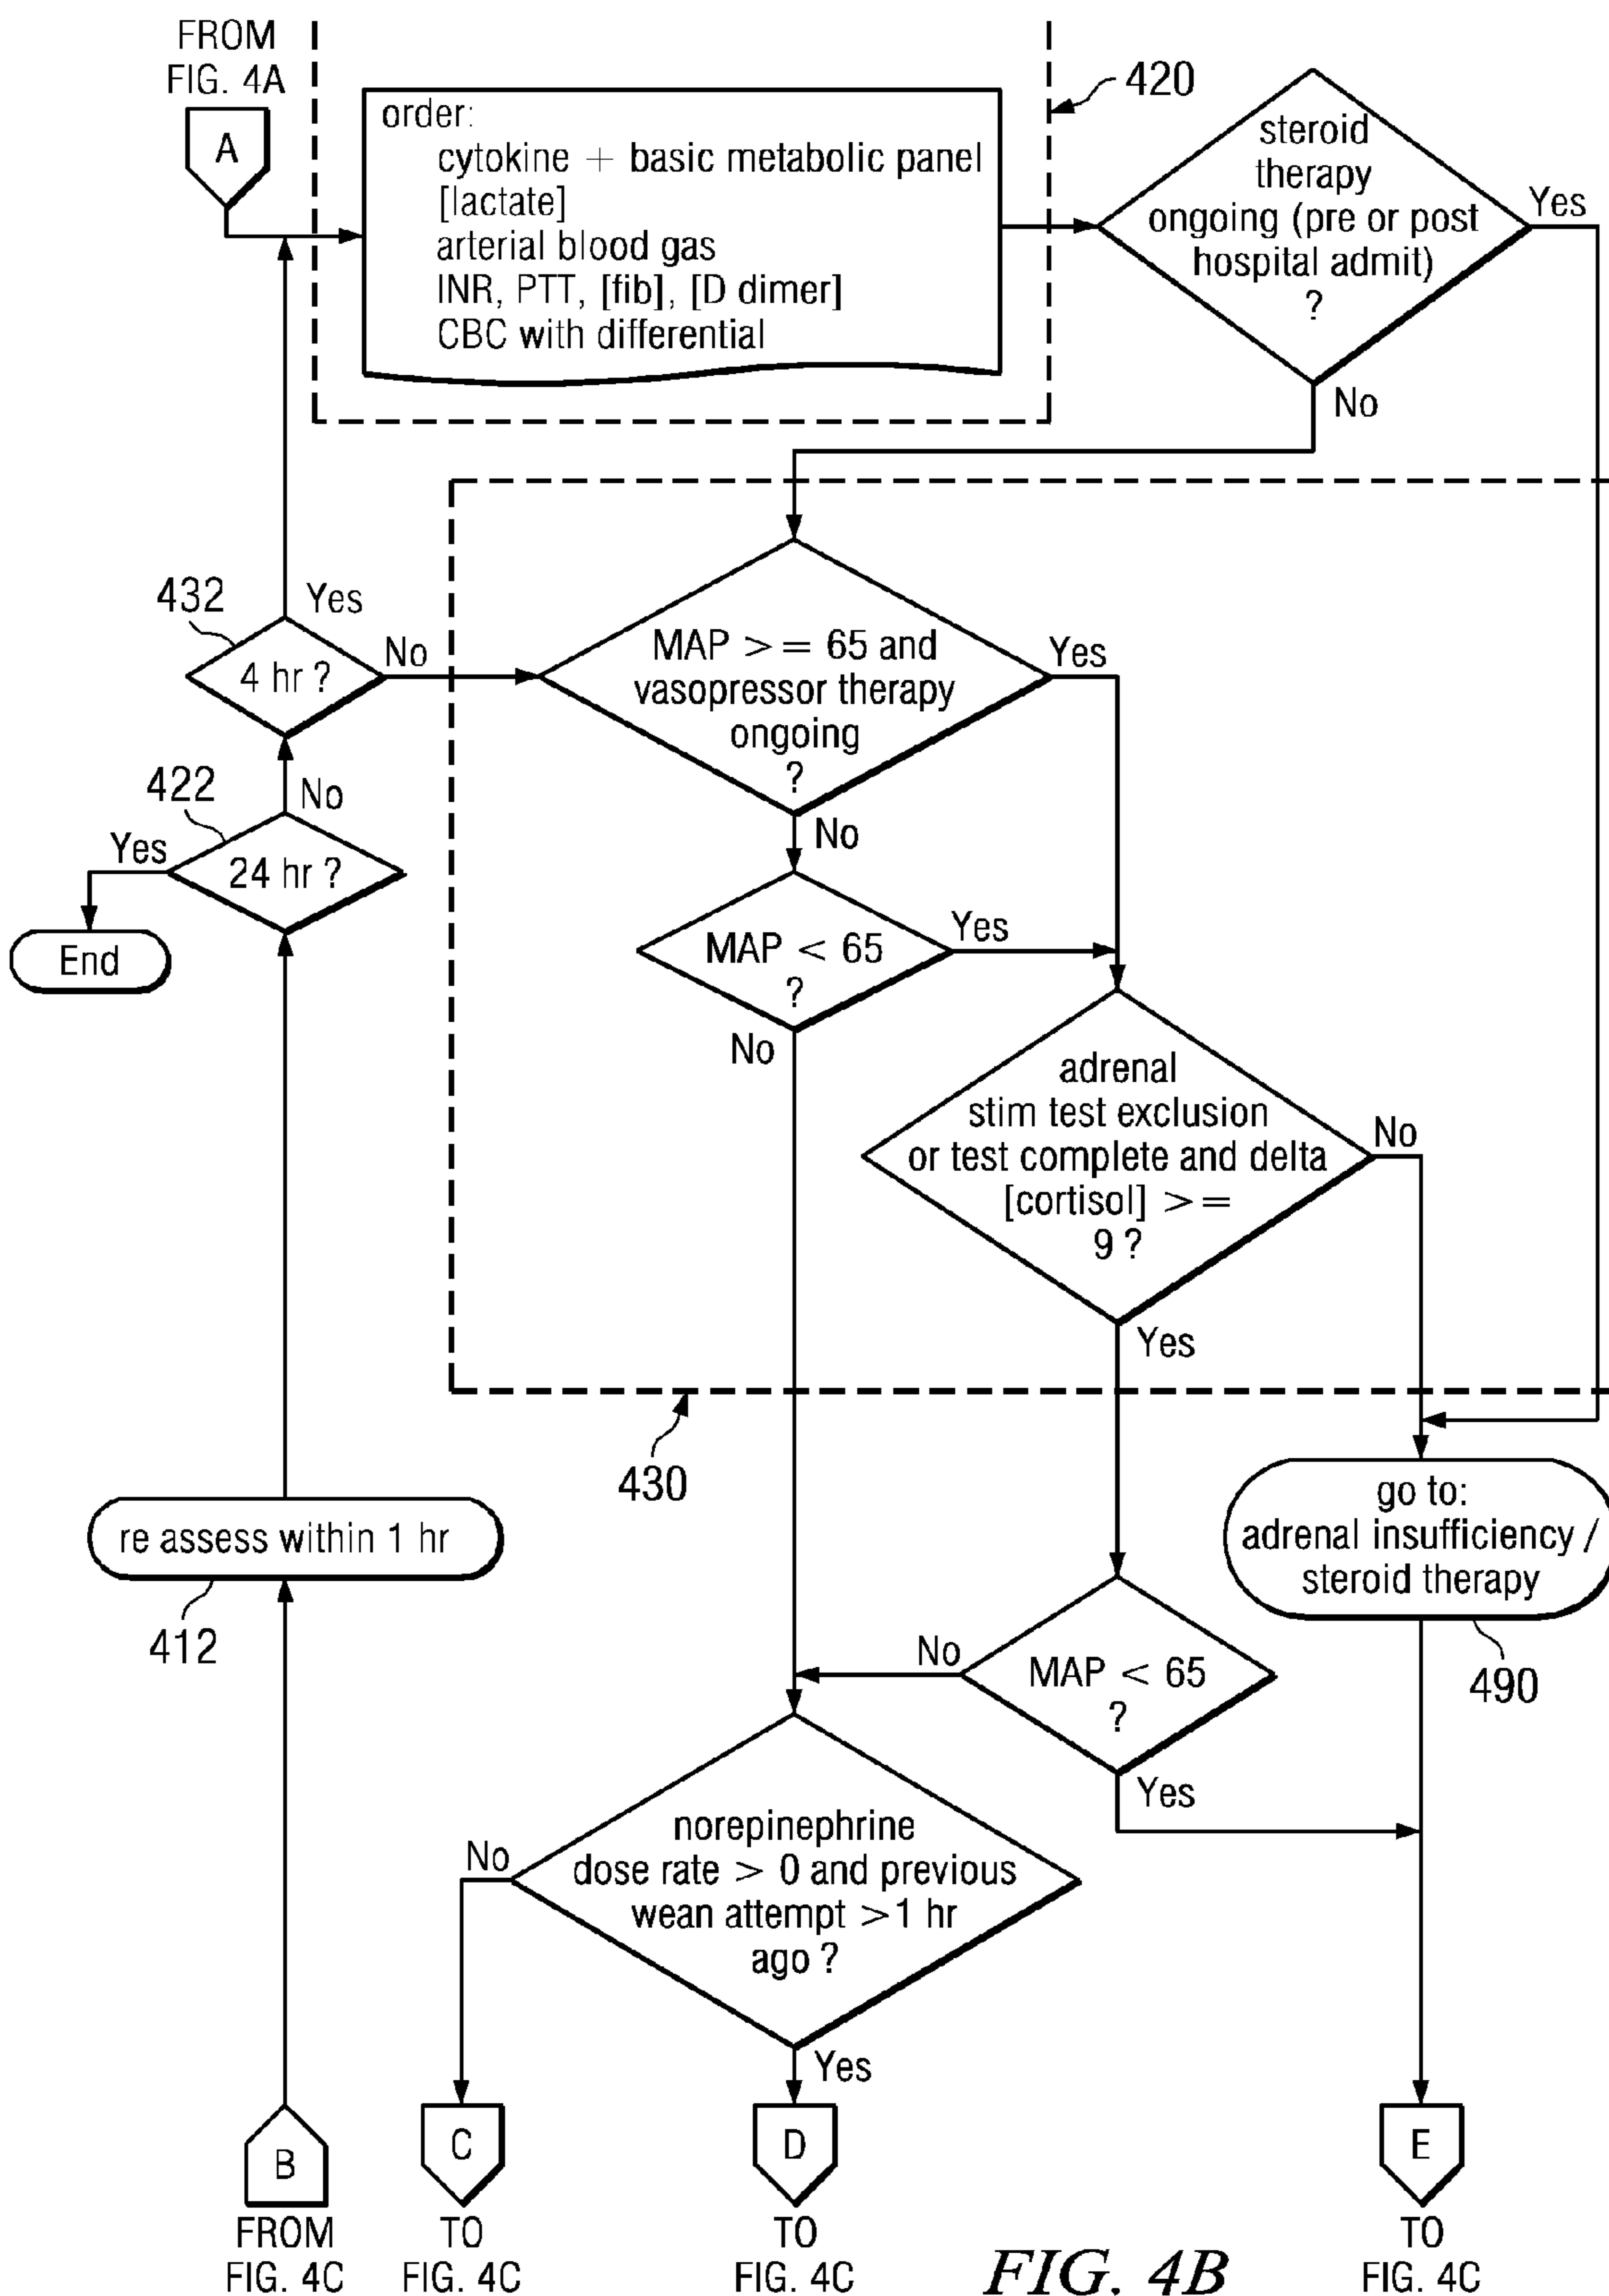 FROM
FIG. 4A
A
order:
cytokine + basic metabolic panel
[lactate]
arterial blood gas
INR, PTT, [fib], [D dimer]
CBC with differential
420
steroid
therapy
ongoing (pre or post
hospital admit)
?
Yes
No
432
Yes
4 hr ?
No
MAP > = 65 and
vasopressor therapy
ongoing
?
Yes
No
422
No
Yes
24 hr ?
End
MAP < 65
?
Yes
No
adrenal
stim test exclusion
or test complete and delta
[cortisol] > =
9 ?
No
Yes
430
re assess within 1 hr
412
go to:
adrenal insufficiency /
steroid therapy
490
No
MAP < 65
?
Yes
norepinephrine
dose rate > 0 and previous
wean attempt >1 hr
ago ?
No
Yes
B
FROM
FIG. 4C
C
TO
FIG. 4C
D
TO
FIG. 4C
E
TO
FIG. 4C
FIG. 4B